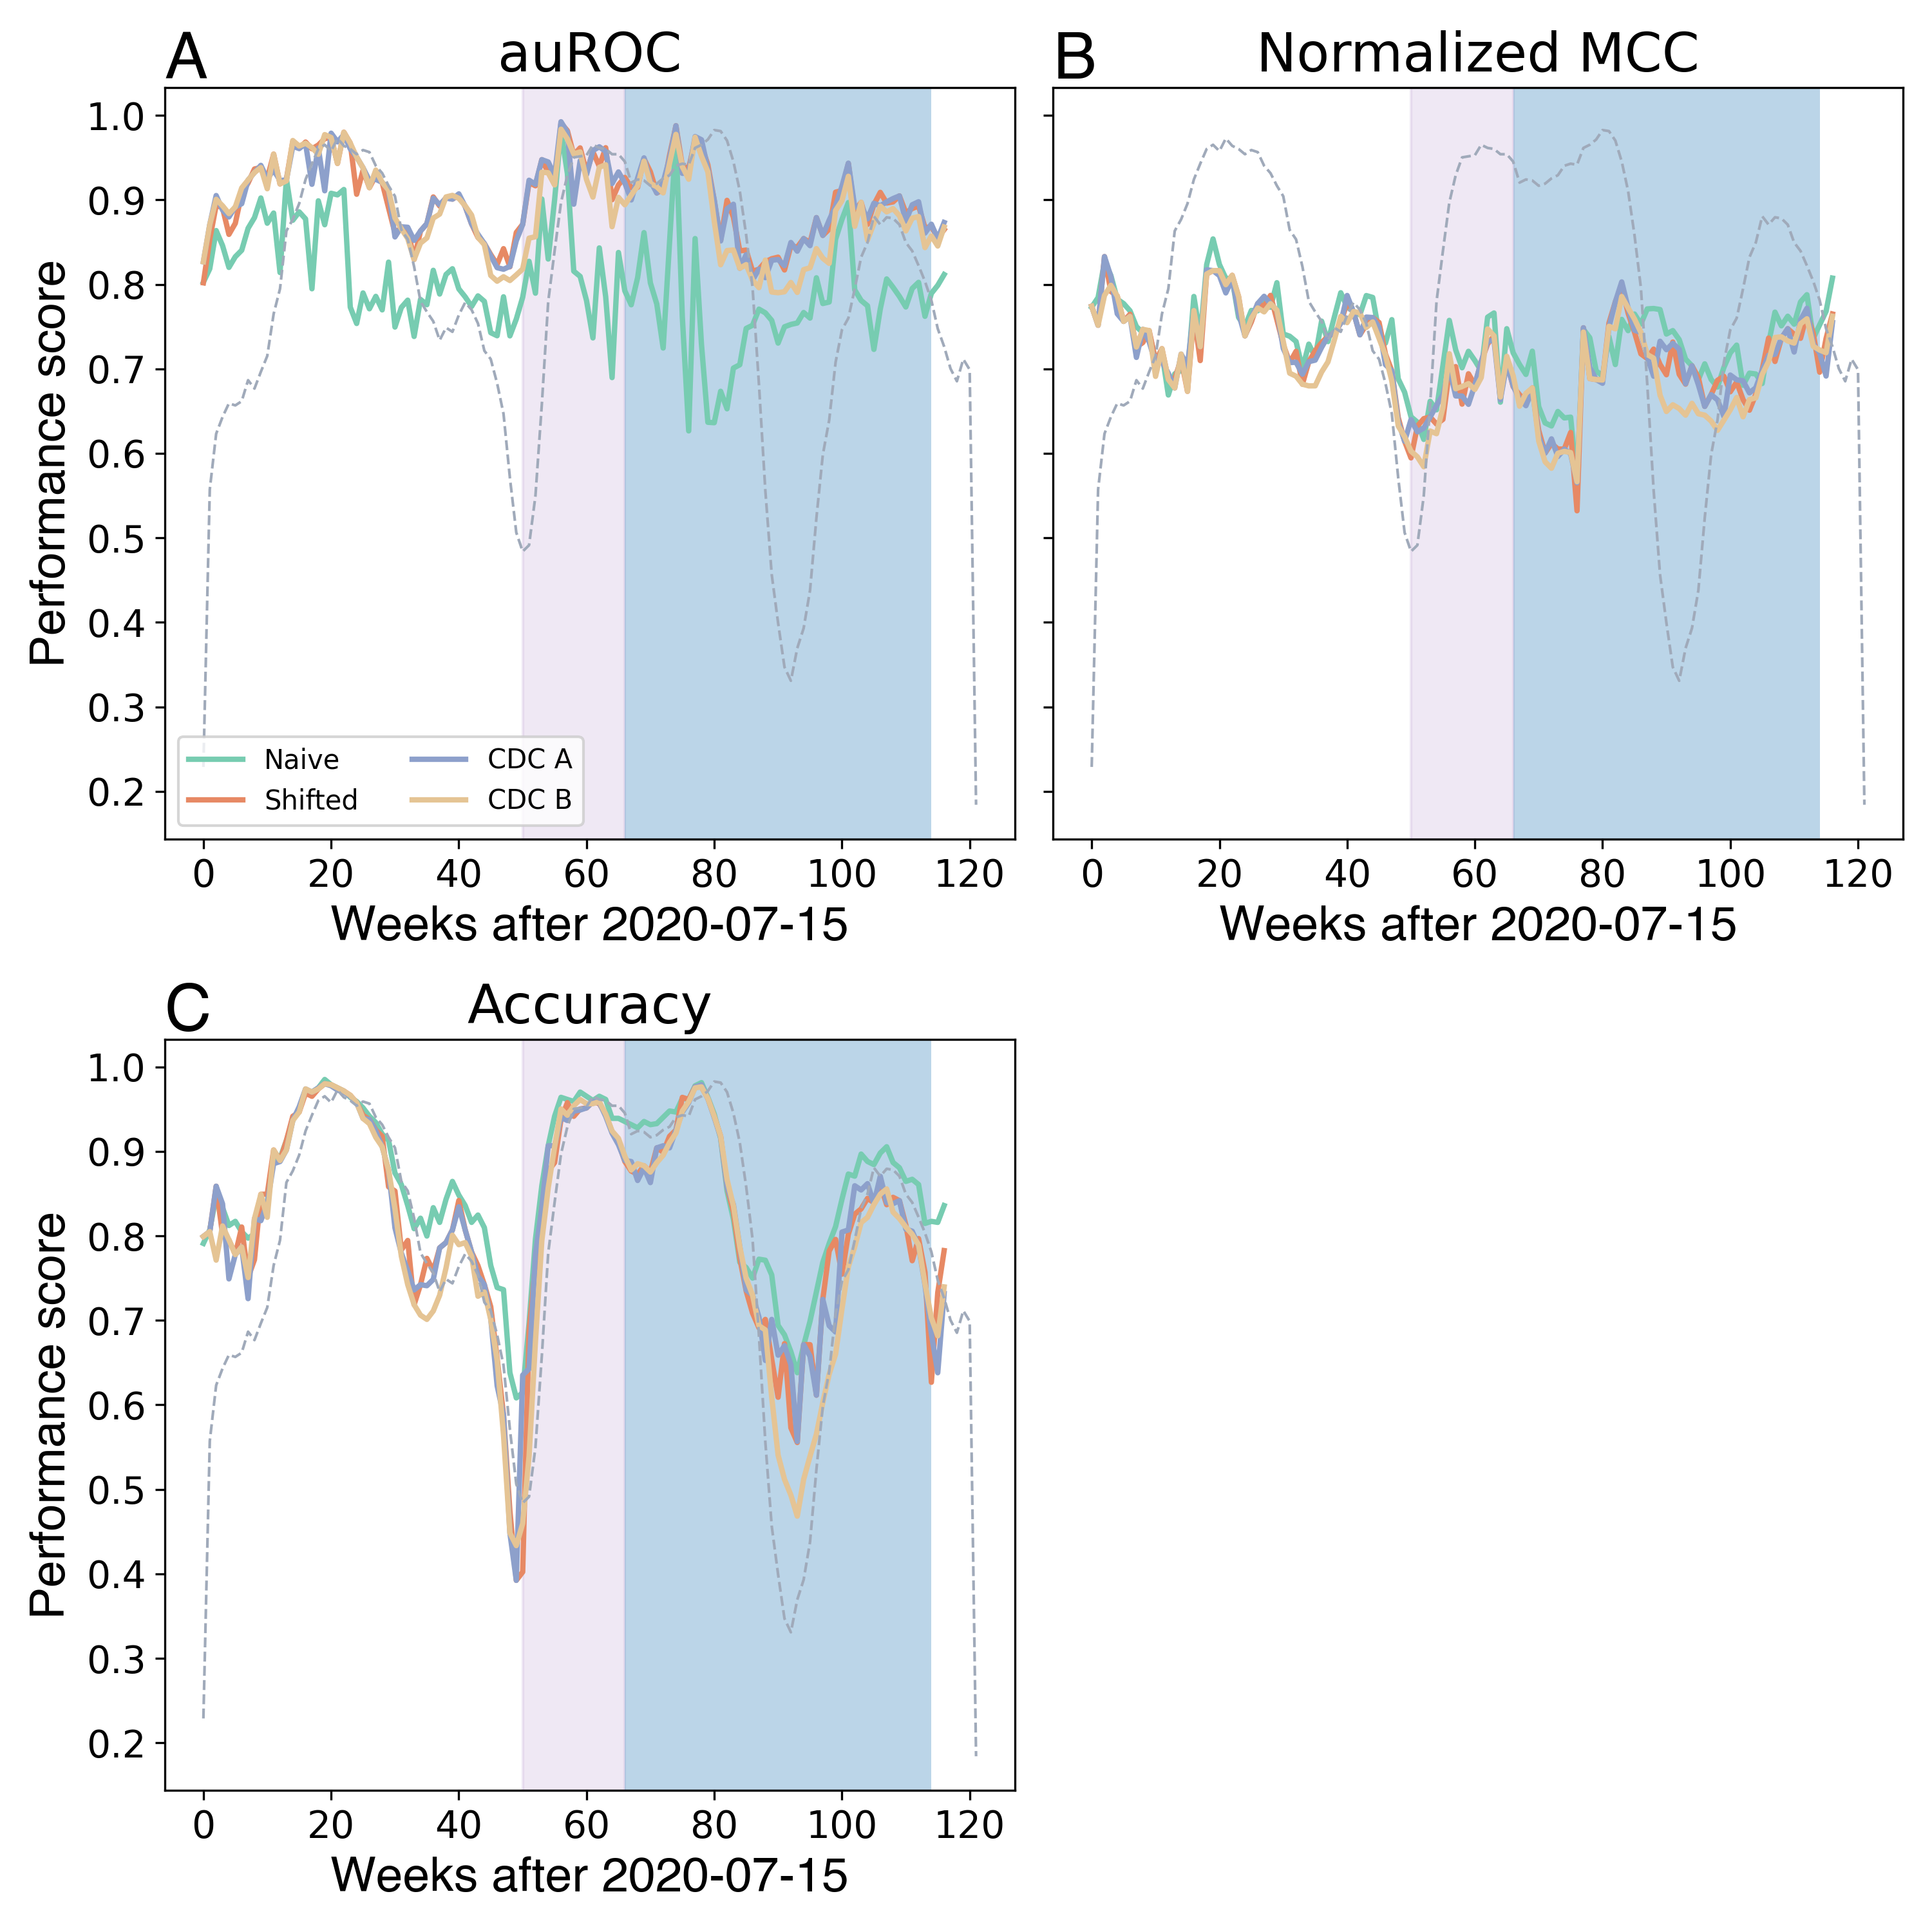 A
auROC
B
Normalized MCC
Performance score
1.0
0.9
0.8
0.7
0.6
0.5
0.4
0.3
0.2
Naive
CDC A
Shifted
CDC B
0 20 40 60 80 100 120
0 20 40 60 80 100 120
Weeks after 2020-07-15
Weeks after 2020-07-15
C
Accuracy
Performance score
1.0
0.9
0.8
0.7
0.6
0.5
0.4
0.3
0.2
0 20 40 60 80 100 120
Weeks after 2020-07-15